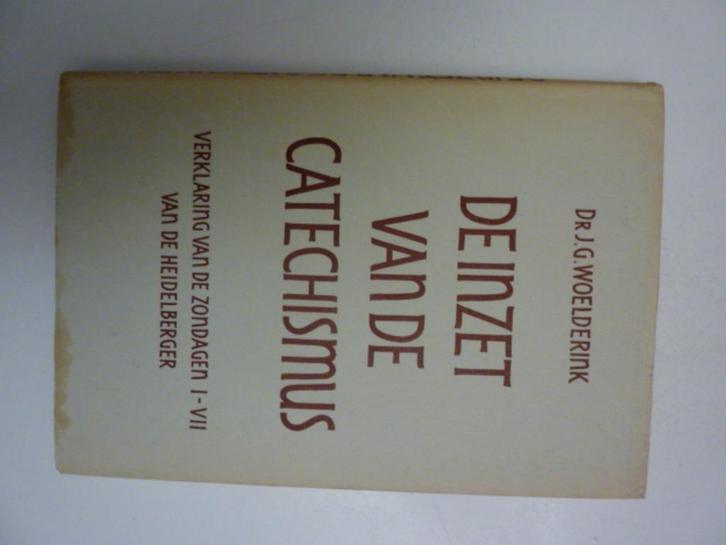 DR J. G. WOELDERINK
DE INZET
VAN DE
CATECHISMUS
VERKLARING VAN DE ZONDAGEN I - VII
VAN DE HEIDELBERGER